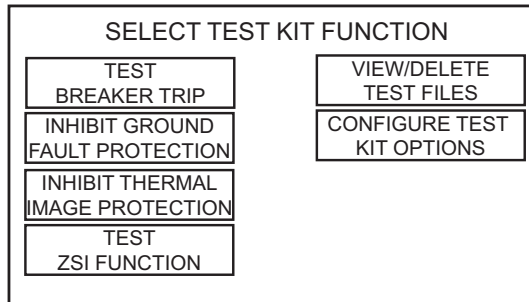 SELECT TEST KIT FUNCTION
TEST
BREAKER TRIP
INHIBIT GROUND
FAULT PROTECTION
INHIBIT THERMAL
IMAGE PROTECTION
TEST
ZSI FUNCTION
VIEW/DELETE
TEST FILES
CONFIGURE TEST
KIT OPTIONS